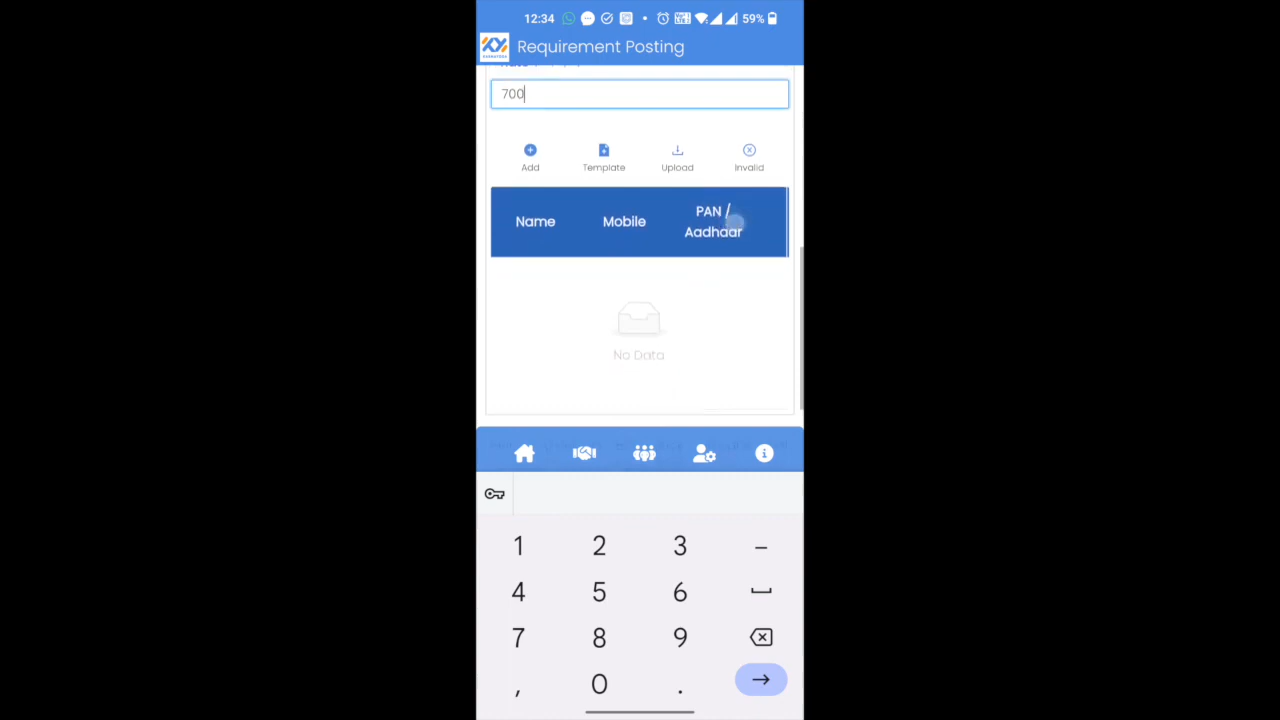 12:34
59%
Requirement Posting
700
Add
Template
Upload
Invalid
Name
Mobile
PAN /
Aadhaar
No Data
1
2
3
-
4
5
6
7
8
9
,
0
.